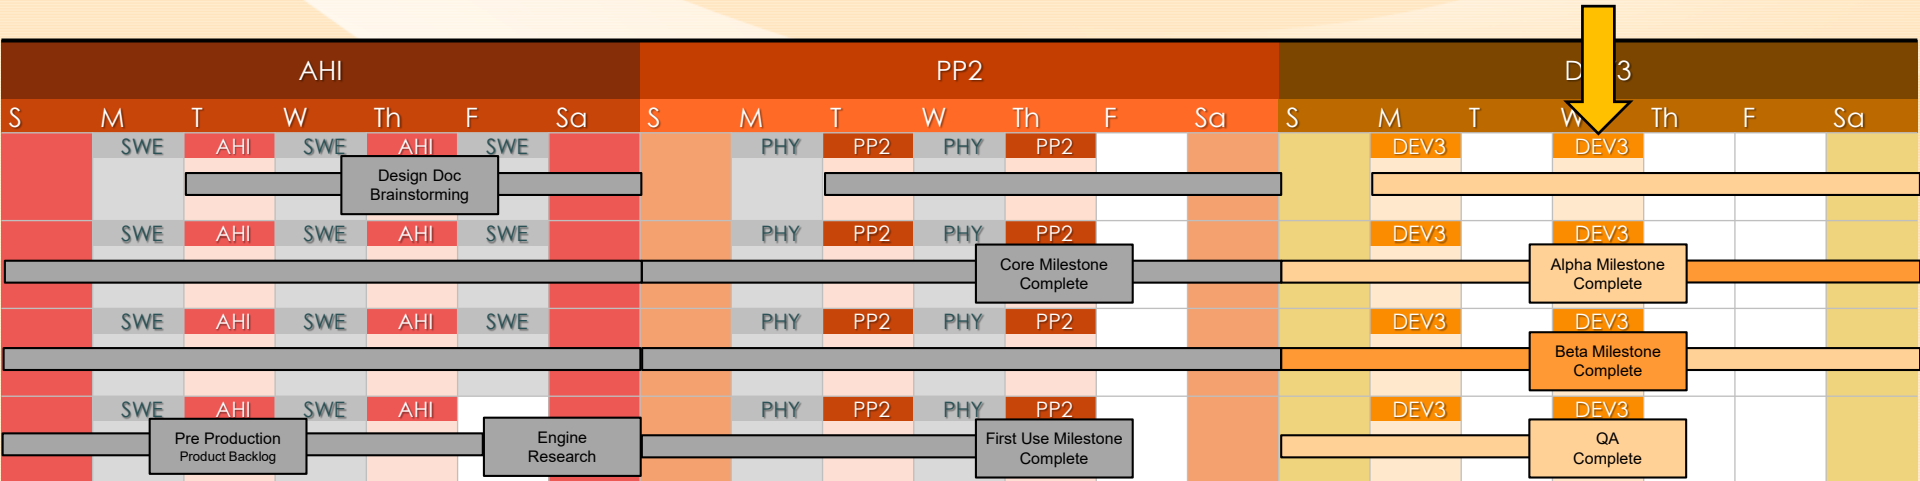 AHI PP2 D 3
S M T W Th F Sa S M T W Th F Sa S M T W Th F Sa
SWE AHI SWE AHI SWE PHY PP2 PHY PP2 DEV3 DEV3
Design Doc
Brainstorming
SWE AHI SWE AHI SWE PHY PP2 PHY PP2 DEV3 DEV3
Core Milestone
Complete
Alpha Milestone
Complete
SWE AHI SWE AHI SWE PHY PP2 PHY PP2 DEV3 DEV3
Beta Milestone
Complete
SWE AHI SWE AHI PHY PP2 PHY PP2 DEV3 DEV3
Pre Production
Product Backlog
Engine
Research
First Use Milestone
Complete
QA
Complete